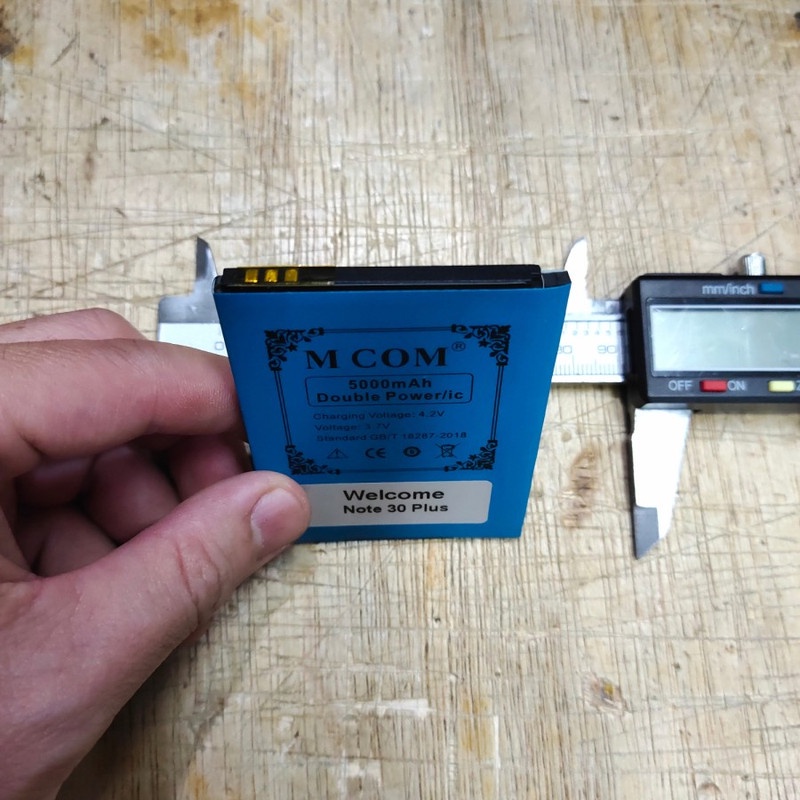 M COM®
5000mAh
Double Power/ic
Charging Voltage: 4.2V
Voltage: 3.7V
Standard GB/T 18287-2018
CE
Welcome
Note 30 Plus
0
90
mm/inch
OFF ON